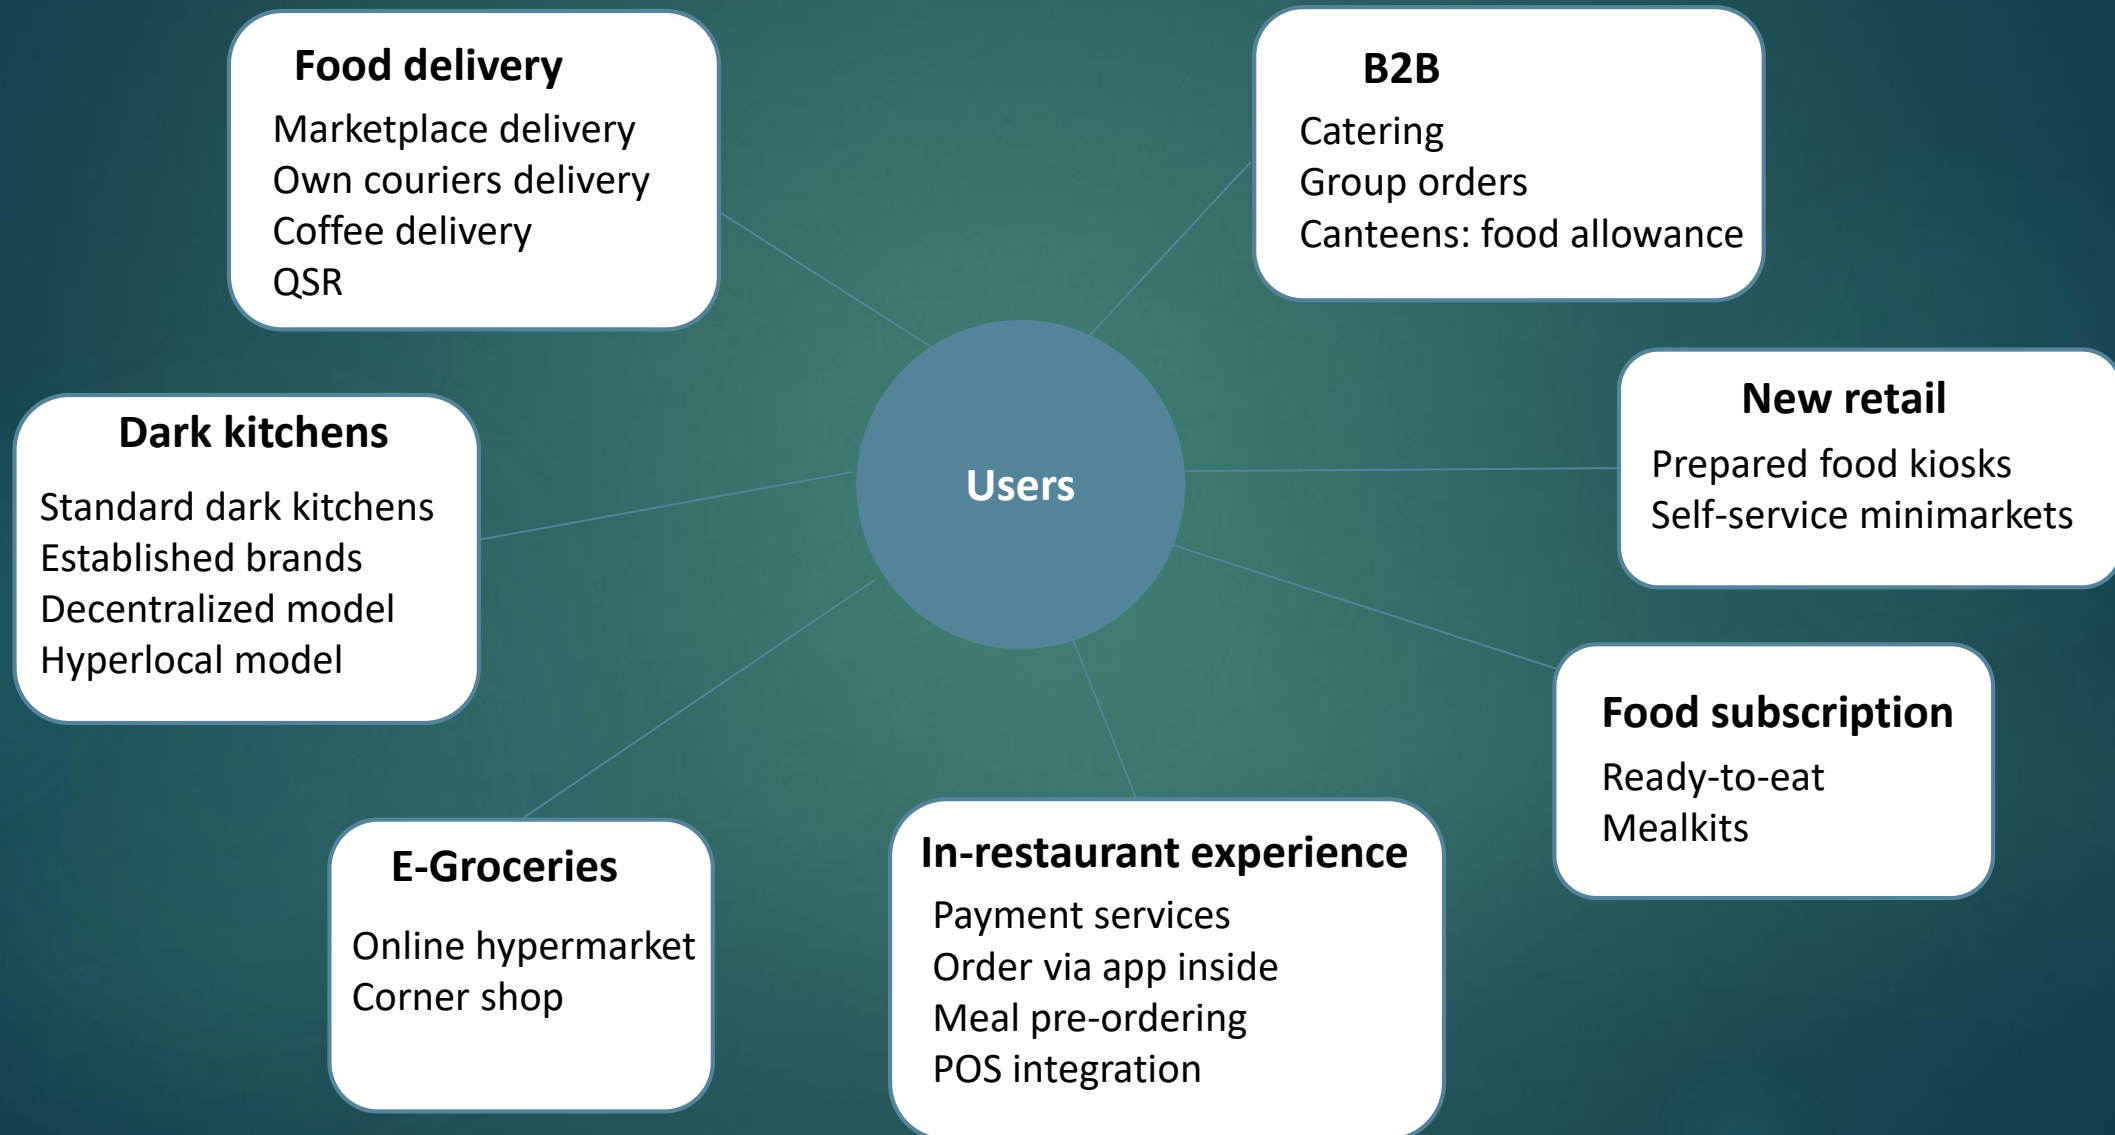 Food delivery
Marketplace delivery
Own couriers delivery
Coffee delivery
QSR
B2B
Catering
Group orders
Canteens: food allowance
Dark kitchens
Standard dark kitchens
Established brands
Decentralized model
Hyperlocal model
Users
New retail
Prepared food kiosks
Self-service minimarkets
E-Groceries
Online hypermarket
Corner shop
In-restaurant experience
Payment services
Order via app inside
Meal pre-ordering
POS integration
Food subscription
Ready-to-eat
Mealkits